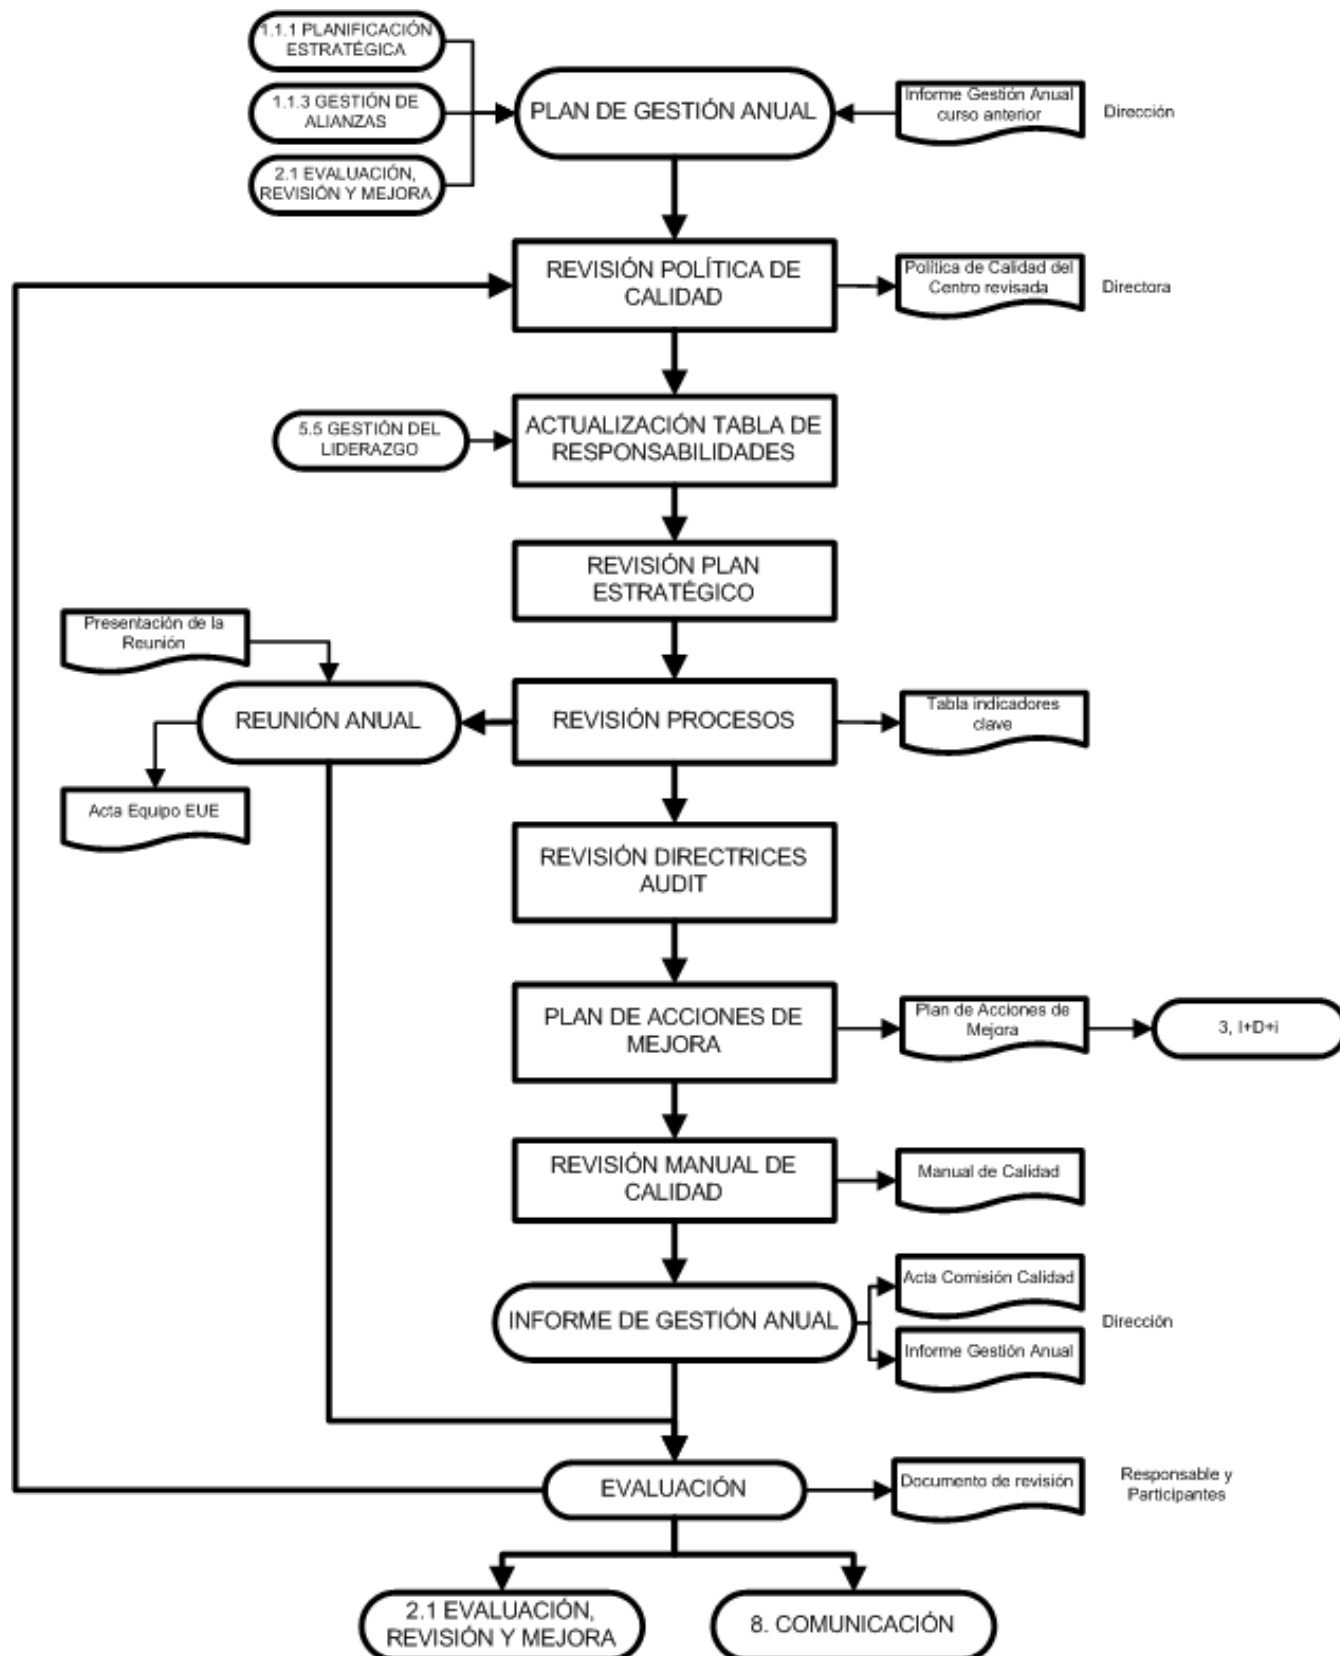 1.1.1 PLANIFICACIÓN
ESTRATÉGICA
1.1.3 GESTIÓN DE
ALIANZAS
2.1 EVALUACIÓN,
REVISIÓN Y MEJORA
PLAN DE GESTIÓN ANUAL
Informe Gestión Anual
curso anterior
Dirección
REVISIÓN POLÍTICA DE
CALIDAD
Política de Calidad del
Centro revisada
Directora
5.5 GESTIÓN DEL
LIDERAZGO
ACTUALIZACIÓN TABLA DE
RESPONSABILIDADES
REVISIÓN PLAN
ESTRATÉGICO
Presentación de la
Reunión
REUNIÓN ANUAL
REVISIÓN PROCESOS
Tabla indicadores
clave
Acta Equipo EUE
REVISIÓN DIRECTRICES
AUDIT
PLAN DE ACCIONES DE
MEJORA
Plan de Acciones de
Mejora
3, I+D+i
REVISIÓN MANUAL DE
CALIDAD
Manual de Calidad
INFORME DE GESTIÓN ANUAL
Acta Comisión Calidad
Informe Gestión Anual
Dirección
EVALUACIÓN
Documento de revisión
Responsable y
Participantes
2.1 EVALUACIÓN,
REVISIÓN Y MEJORA
8. COMUNICACIÓN